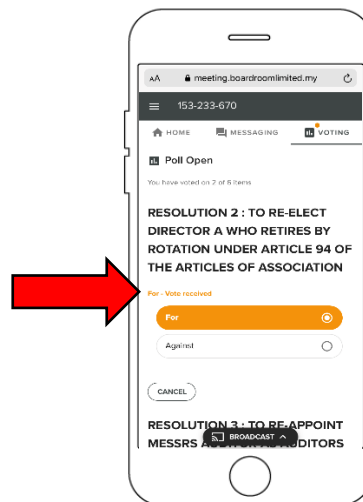 AA meeting.boardroomlimited.my
153-233-670
HOME MESSAGING VOTING
Poll Open
You have voted on 2 of 6 items
RESOLUTION 2 : TO RE-ELECT
DIRECTOR A WHO RETIRES BY
ROTATION UNDER ARTICLE 94 OF
THE ARTICLES OF ASSOCIATION
For - Vote received
For
Against
CANCEL
RESOLUTION 3 : TO RE-APPOINT
MESSRS
BROADCAST